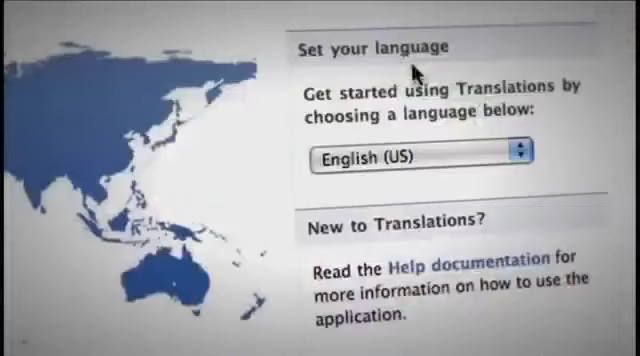 Set your language
Get started using Translations by
choosing a language below:
English (US)
New to Translations?
Read the Help documentation for
more information on how to use the
application.